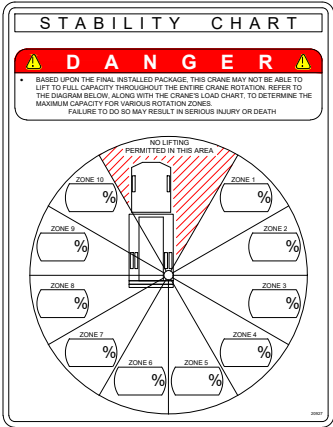 STABILITY CHART
DANGER
• BASED UPON THE FINAL INSTALLED PACKAGE, THIS CRANE MAY NOT BE ABLE TO
LIFT TO FULL CAPACITY THROUGHOUT THE ENTIRE CRANE ROTATION. REFER TO
THE DIAGRAM BELOW, ALONG WITH THE CRANE'S LOAD CHART, TO DETERMINE THE
MAXIMUM CAPACITY FOR VARIOUS ROTATION ZONES.
FAILURE TO DO SO MAY RESULT IN SERIOUS INJURY OR DEATH
NO LIFTING
PERMITTED IN THIS AREA
ZONE 10
%
ZONE 1
%
ZONE 9
%
ZONE 2
%
ZONE 8
%
ZONE 3
%
ZONE 7
%
ZONE 4
%
ZONE 6
%
ZONE 5
%